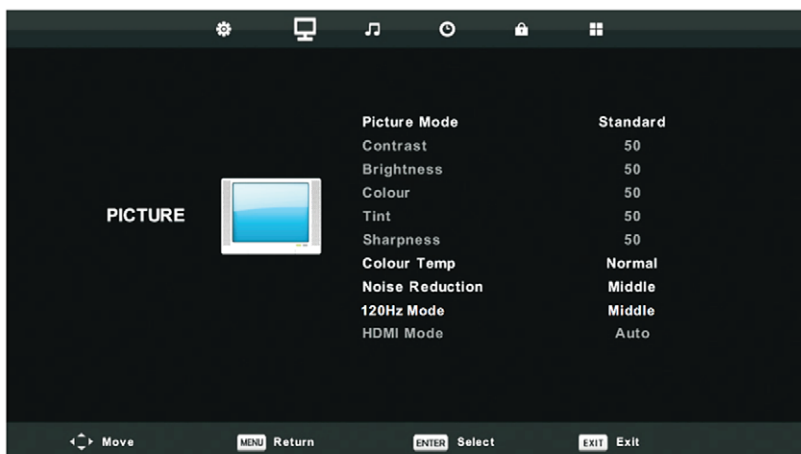 PICTURE
Picture Mode Standard
Contrast 50
Brightness 50
Colour 50
Tint 50
Sharpness 50
Colour Temp Normal
Noise Reduction Middle
120Hz Mode Middle
HDMI Mode Auto
Move MENU Return ENTER Select EXIT Exit